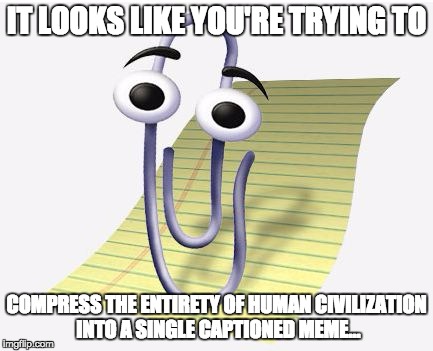 IT LOOKS LIKE YOU'RE TRYING TO
COMPRESS THE ENTIRETY OF HUMAN CIVILIZATION
INTO A SINGLE CAPTIONED MEME...
imgflip.com